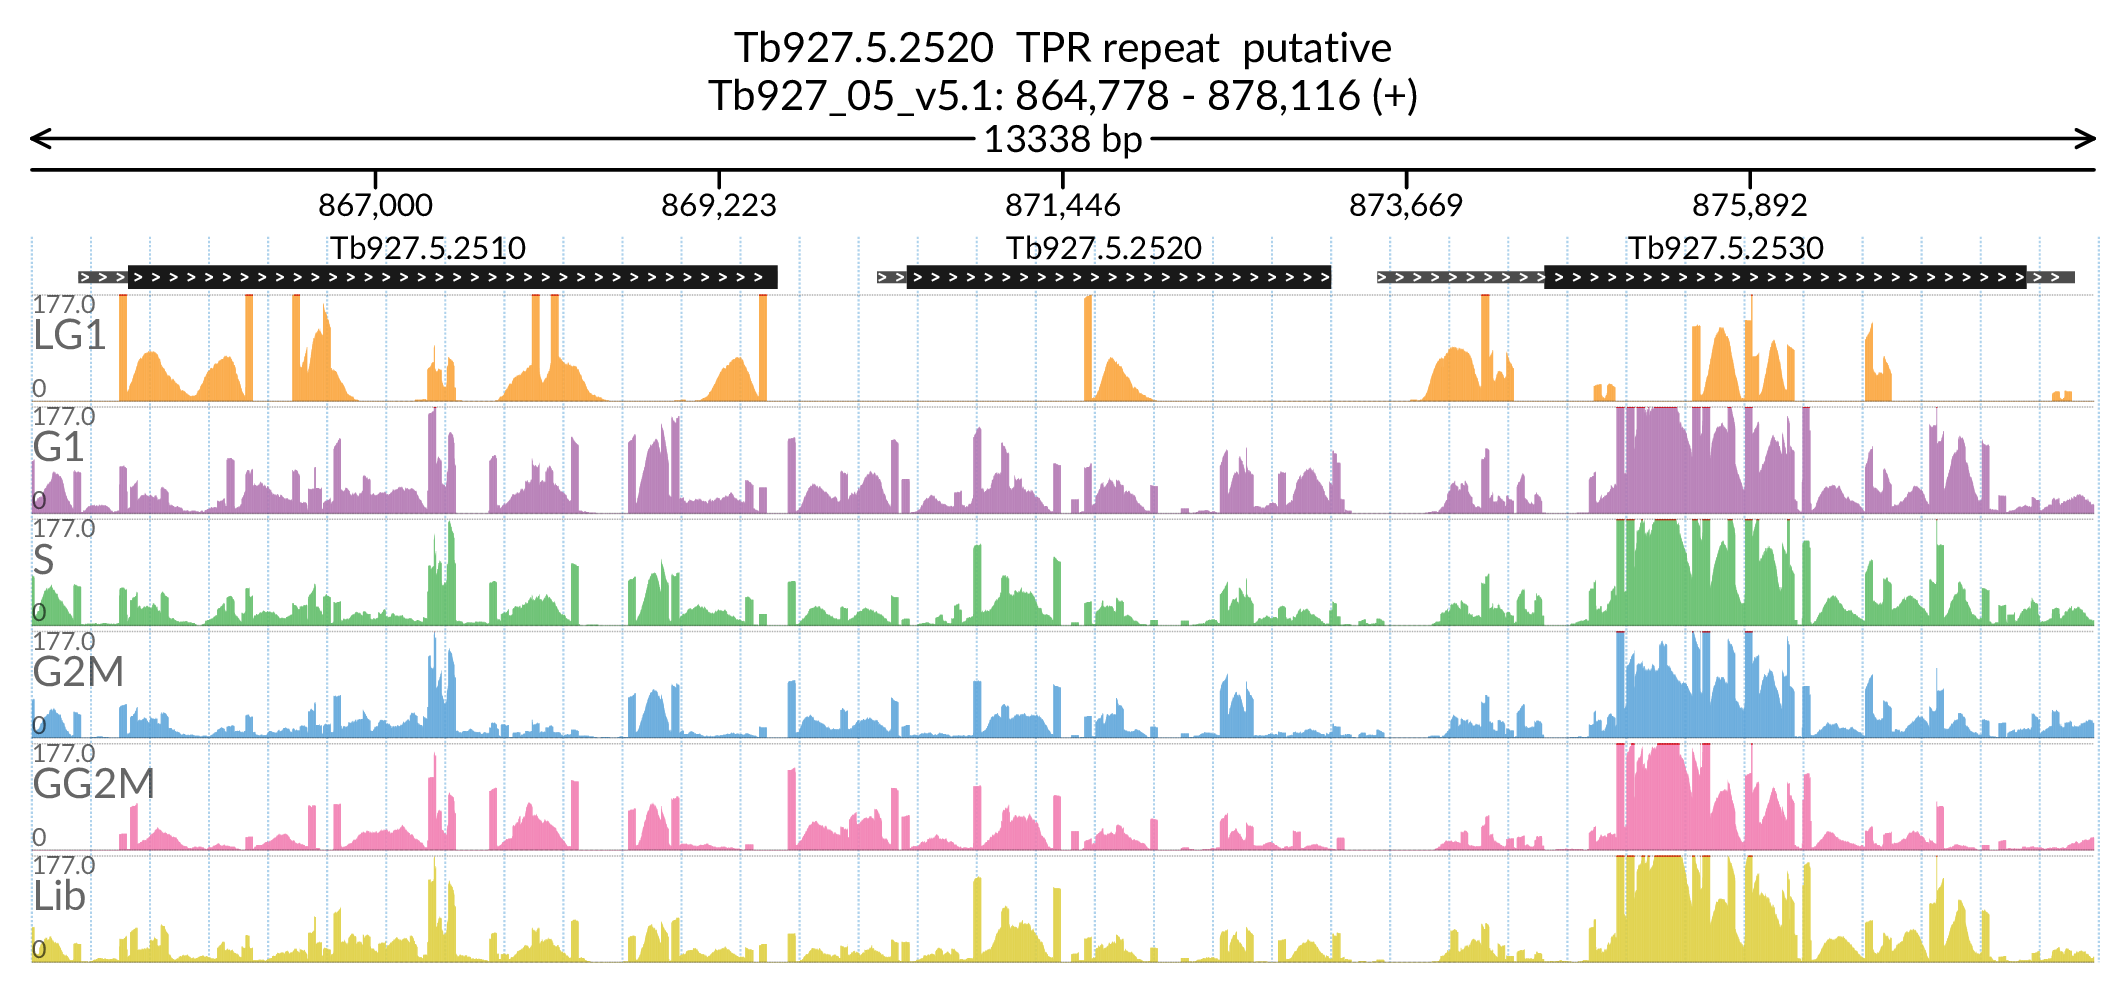 Tb927.5.2520  TPR repeat  putative
Tb927_05_v5.1: 864,778 - 878,116 (+)
13338 bp
867,000 869,223 871,446 873,669 875,892
Tb927.5.2510 Tb927.5.2520 Tb927.5.2530
177.0
LG1
0
177.0
G1
0
177.0
S
0
177.0
G2M
0
177.0
GG2M
0
177.0
Lib
0